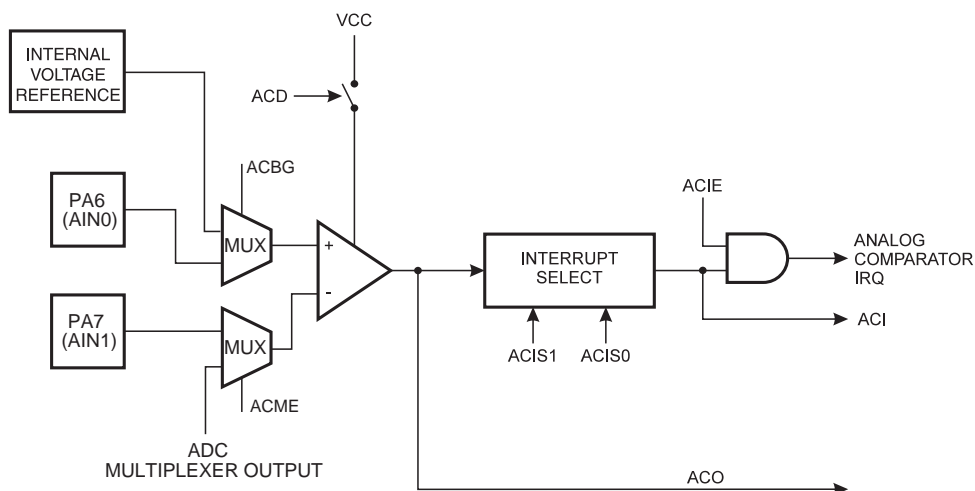 VCC
INTERNAL
VOLTAGE
REFERENCE
ACD
ACBG
PA6
(AIN0)
MUX
+
-
ACIE
INTERRUPT
SELECT
ANALOG
COMPARATOR
IRQ
PA7
(AIN1)
MUX
ACI
ACIS1
ACIS0
ACME
ADC
MULTIPLEXER OUTPUT
ACO